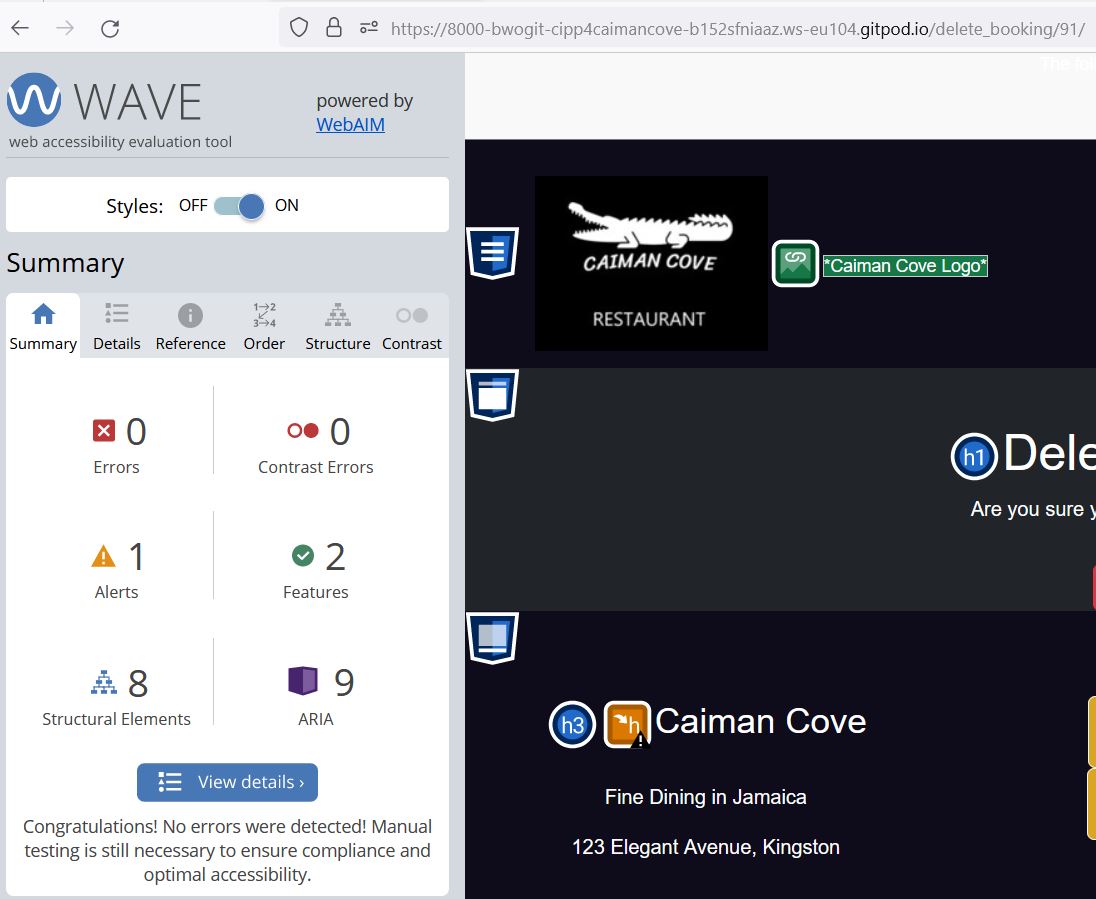 https://8000-bwogit-cipp4caimancove-b152sfniaaz.ws-eu104.gitpod.io/delete_booking/91/
WAVE
powered by
WebAIM
web accessibility evaluation tool
Styles: OFF ON
Summary
Summary Details Reference Order Structure Contrast
1→2
3→4
0
Errors
0
Contrast Errors
1
Alerts
2
Features
8
Structural Elements
9
ARIA
View details ›
Congratulations! No errors were detected! Manual
testing is still necessary to ensure compliance and
optimal accessibility.
The fol
CAIMAN COVE
RESTAURANT
*Caiman Cove Logo*
h1 Dele
Are you sure y
h3 h Caiman Cove
Fine Dining in Jamaica
123 Elegant Avenue, Kingston